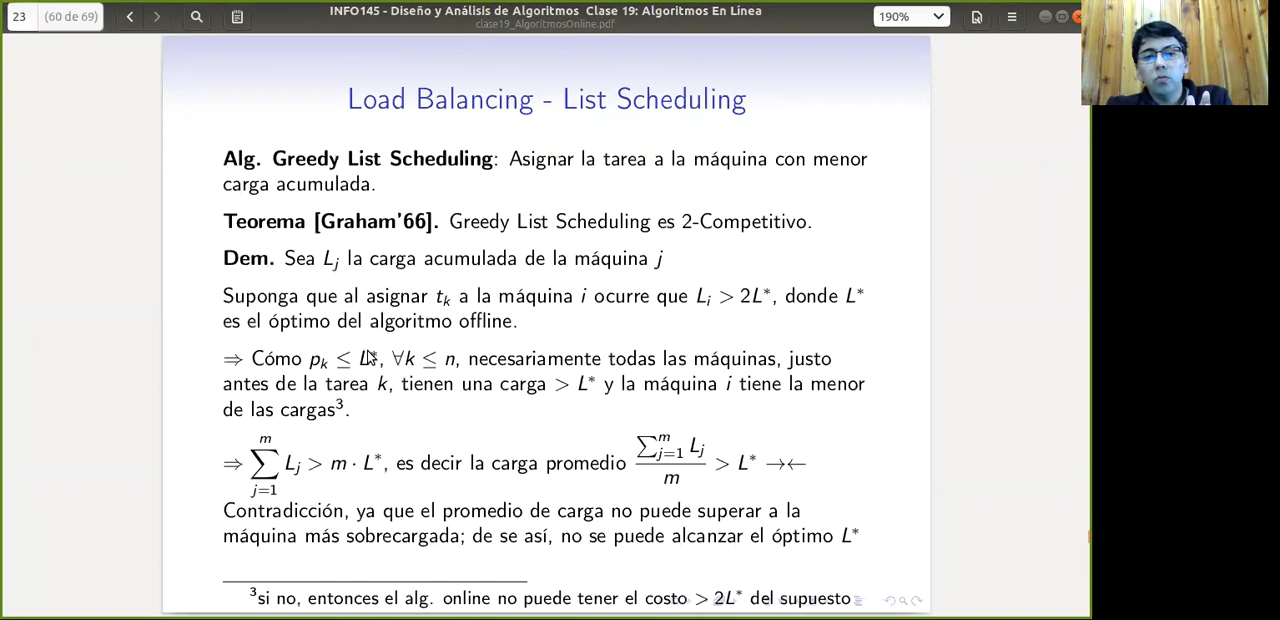 23 (60 de 69)
INFO145 - Diseño y Análisis de Algoritmos Clase 19: Algoritmos En Línea
clase19_AlgoritmosOnline.pdf
190%
Load Balancing - List Scheduling
Alg. Greedy List Scheduling: Asignar la tarea a la máquina con menor
carga acumulada.
Teorema [Graham'66]. Greedy List Scheduling es 2-Competitivo.
Dem. Sea L_j la carga acumulada de la máquina j
Suponga que al asignar t_k a la máquina i ocurre que L_i > 2L*, donde L*
es el óptimo del algoritmo offline.
⇒ Cómo p_k ≤ L*, ∀k ≤ n, necesariamente todas las máquinas, justo
antes de la tarea k, tienen una carga > L* y la máquina i tiene la menor
de las cargas³.
⇒ ∑_{j=1}^{m} L_j > m · L*, es decir la carga promedio (∑_{j=1}^{m} L_j)/m > L* →←
Contradicción, ya que el promedio de carga no puede superar a la
máquina más sobrecargada; de se así, no se puede alcanzar el óptimo L*
³si no, entonces el alg. online no puede tener el costo > 2L* del supuesto